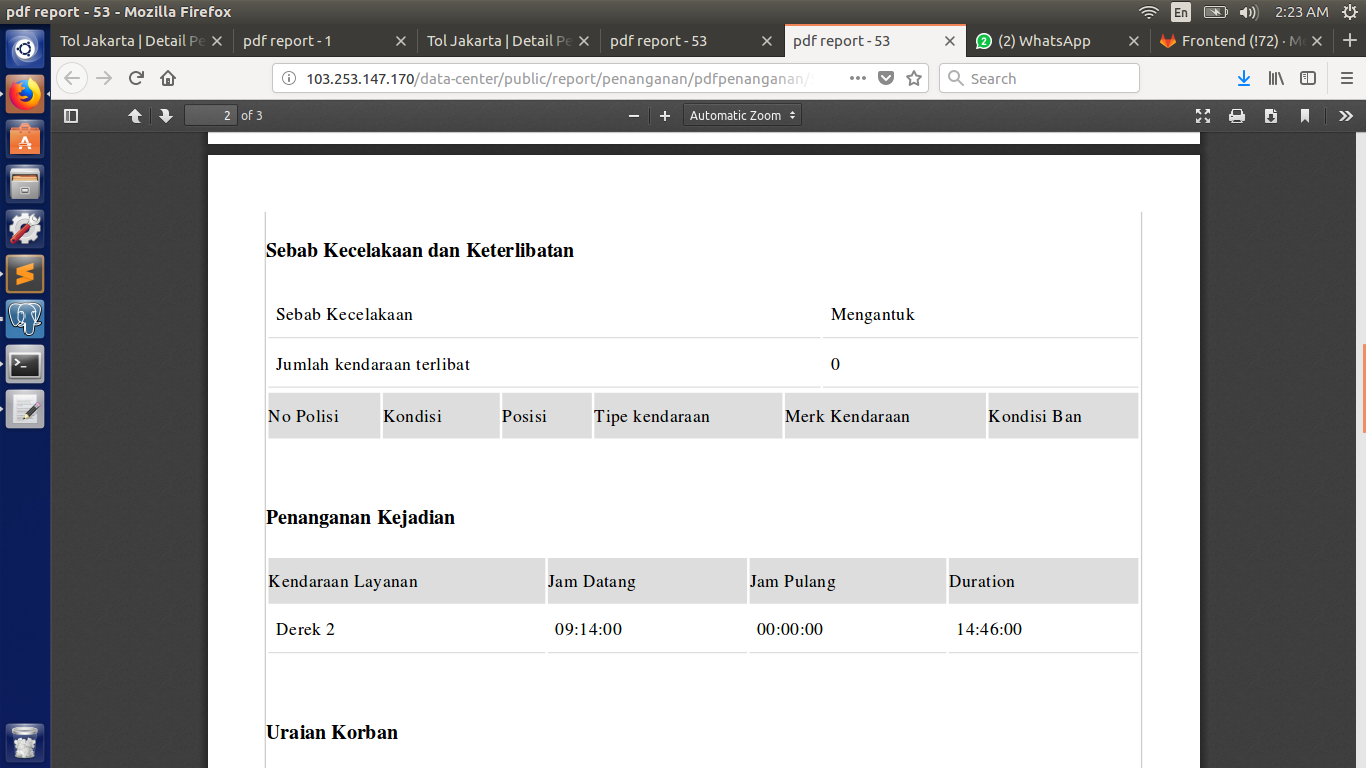 pdf report - 53 - Mozilla Firefox
En
2:23 AM
Tol Jakarta | Detail Pe
pdf report - 1
Tol Jakarta | Detail Pe
pdf report - 53
pdf report - 53
2
(2) WhatsApp
Frontend (!72) · Me
103.253.147.170/data-center/public/report/penanganan/pdfpenanganan/
Search
2 of 3
Automatic Zoom
Sebab Kecelakaan dan Keterlibatan
Sebab Kecelakaan Mengantuk
Jumlah kendaraan terlibat 0
No Polisi Kondisi Posisi Tipe kendaraan Merk Kendaraan Kondisi Ban
Penanganan Kejadian
Kendaraan Layanan Jam Datang Jam Pulang Duration
Derek 2 09:14:00 00:00:00 14:46:00
Uraian Korban